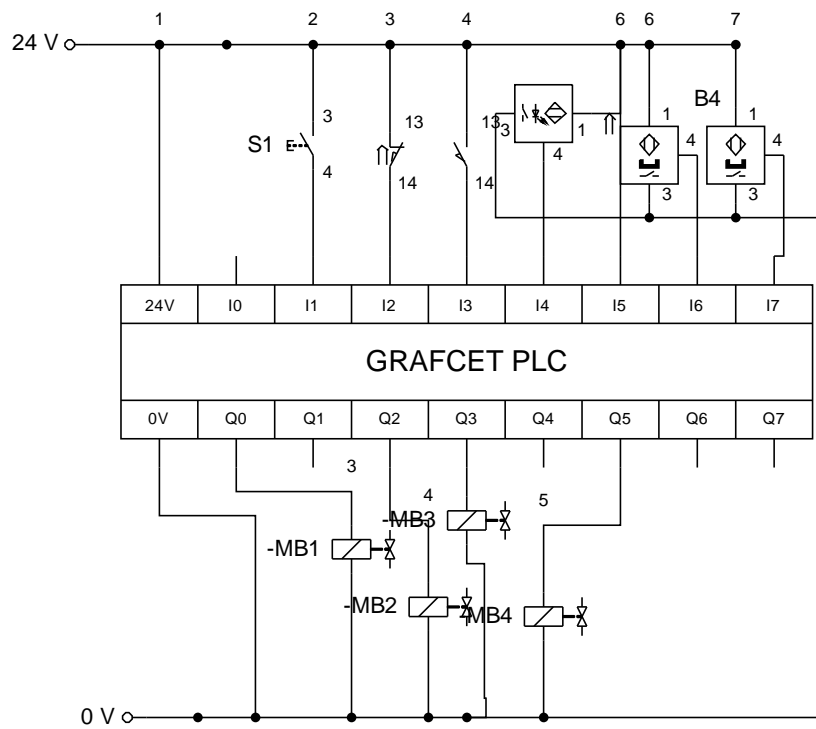 1 2 3 4 6 6 7
24 V
B4
3 13 13 3 1 1 4 1 4
S1
4 14 14 4 3 3
24V I0 I1 I2 I3 I4 I5 I6 I7
GRAFCET PLC
0V Q0 Q1 Q2 Q3 Q4 Q5 Q6 Q7
3 4 5
-MB3
-MB1
-MB2 -MB4
0 V